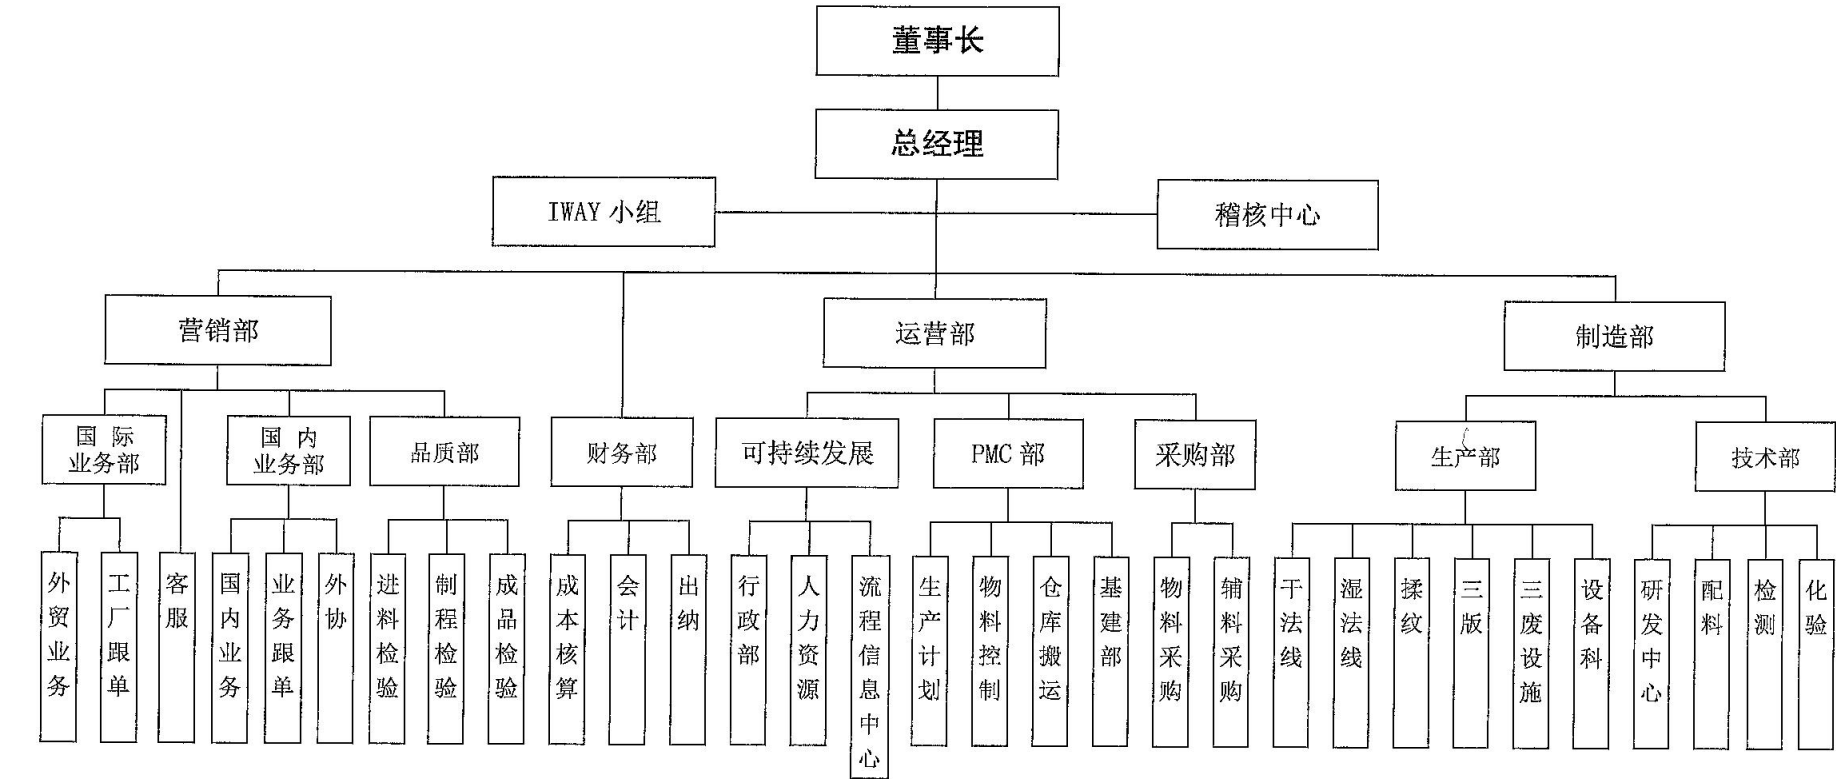 董事长
总经理
IWAY 小组
稽核中心
营销部
运营部
制造部
国 际
业务部
国 内
业务部
品质部
财务部
可持续发展
PMC 部
采购部
生产部
技术部
外贸业务
工厂跟单
客服
国内业务
业务跟单
外协
进料检验
制程检验
成品检验
成本核算
会计
出纳
行政部
人力资源
流程信息中心
生产计划
物料控制
仓库搬运
基建部
物料采购
辅料采购
干法线
湿法线
揉纹
三版
三废设施
设备科
研发中心
配料
检测
化验